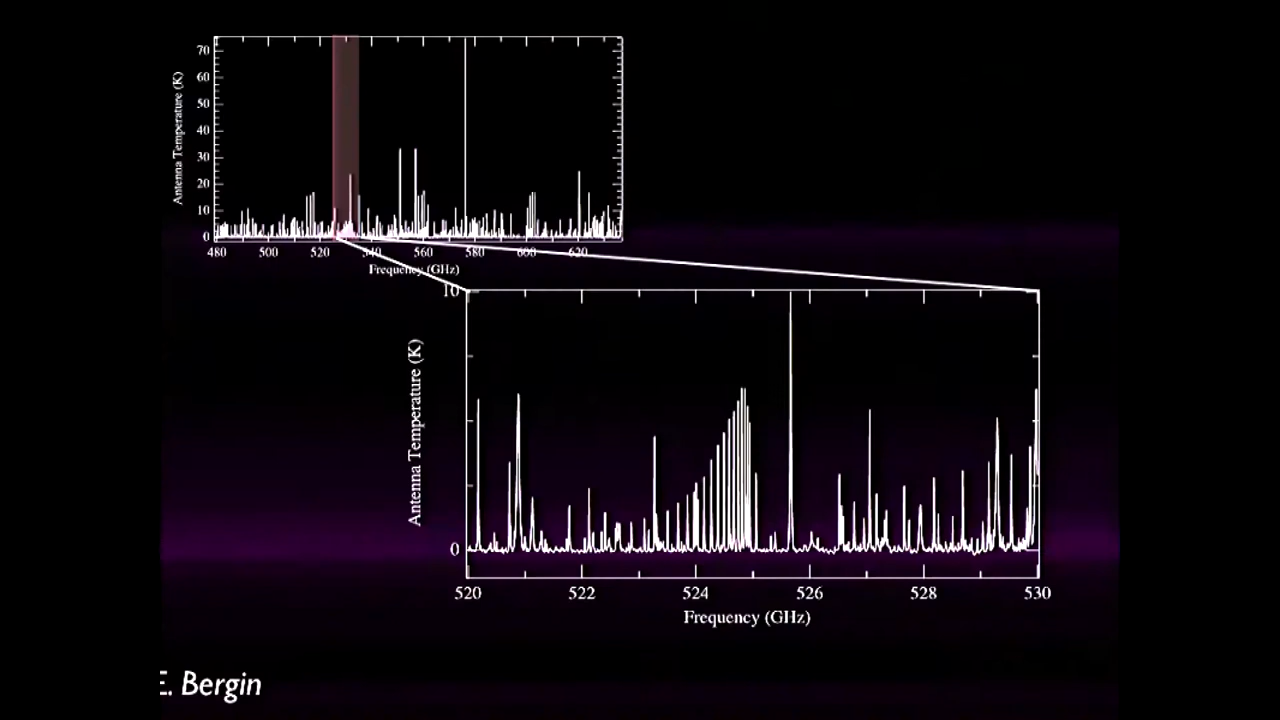 70
60
50
40
30
20
10
0
Antenna Temperature (K)
480 500 520 540 560 580 600 620
Frequency (GHz)
10
0
Antenna Temperature (K)
520 522 524 526 528 530
Frequency (GHz)
E. Bergin